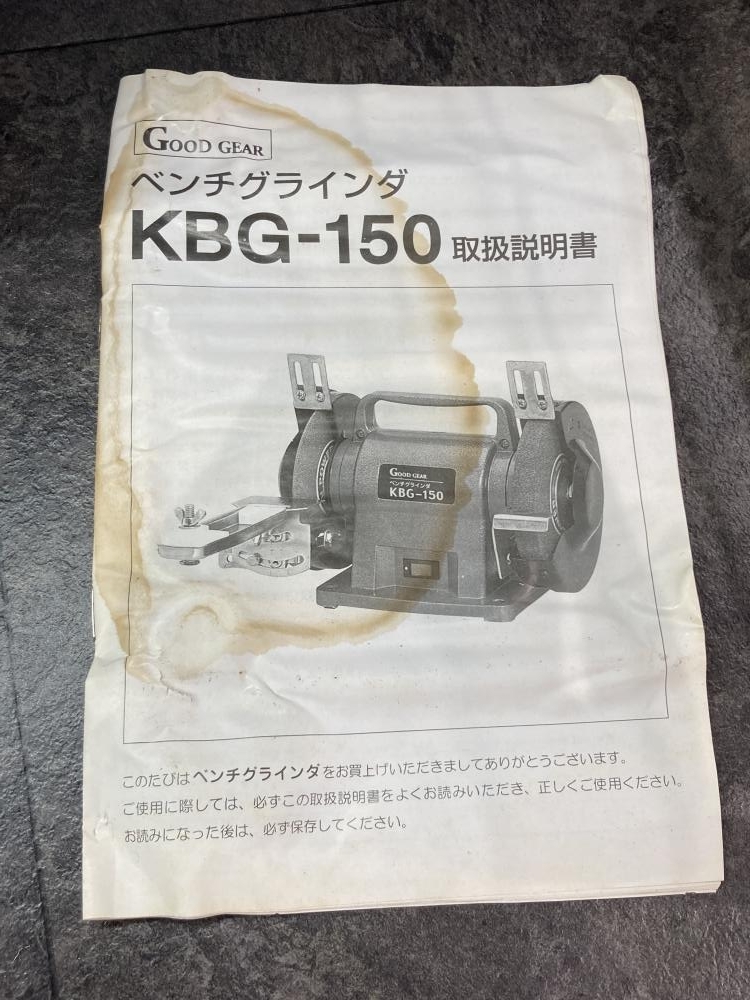 GOOD GEAR
ベンチグラインダ
KBG-150 取扱説明書
GOOD GEAR
ベンチグラインダ
KBG-150
このたびはベンチグラインダをお買上げいただきましてありがとうございます。
ご使用に際しては、必ずこの取扱説明書をよくお読みいただき、正しくご使用ください。
お読みになった後は、必ず保存してください。